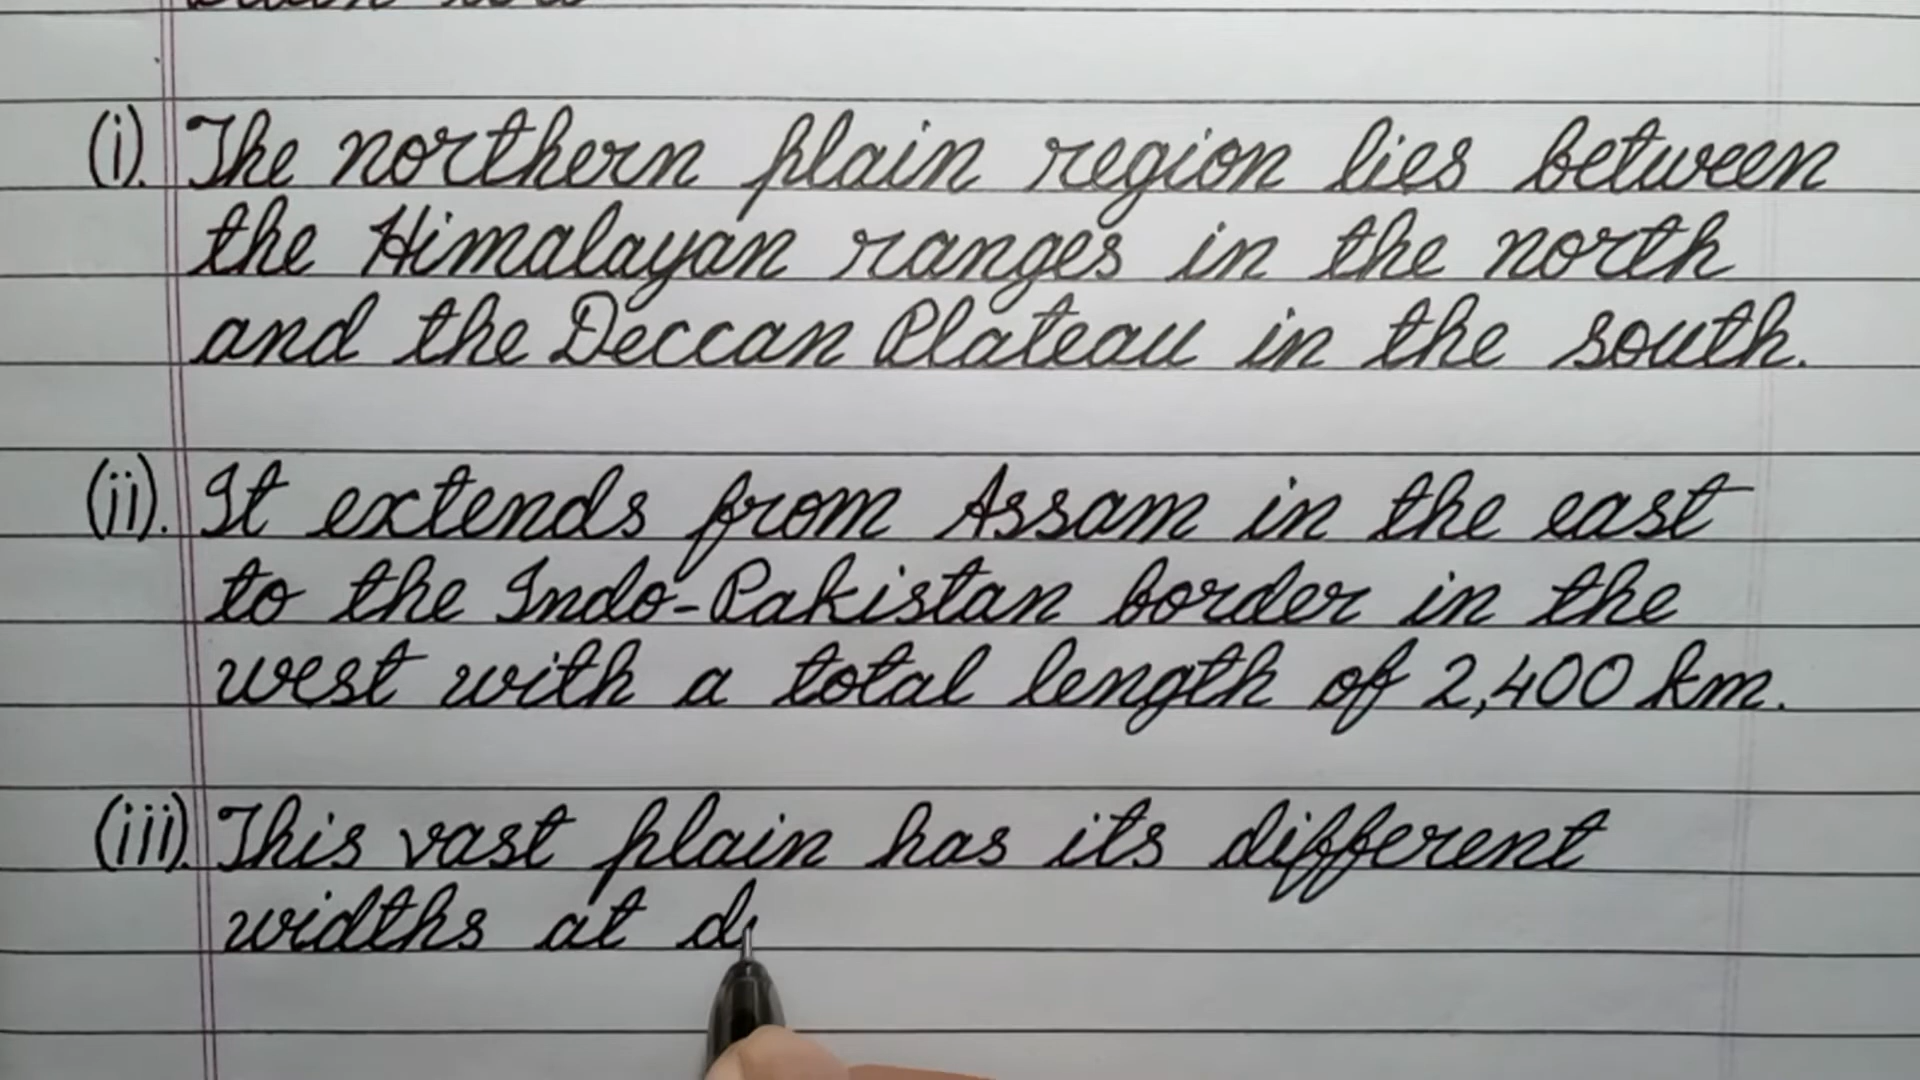 (i). The northern plain region lies between
the Himalayan ranges in the north
and the Deccan Plateau in the south.
(ii). It extends from Assam in the east
to the Indo-Pakistan border in the
west with a total length of 2,400 km.
(iii). This vast plain has its different
widths at